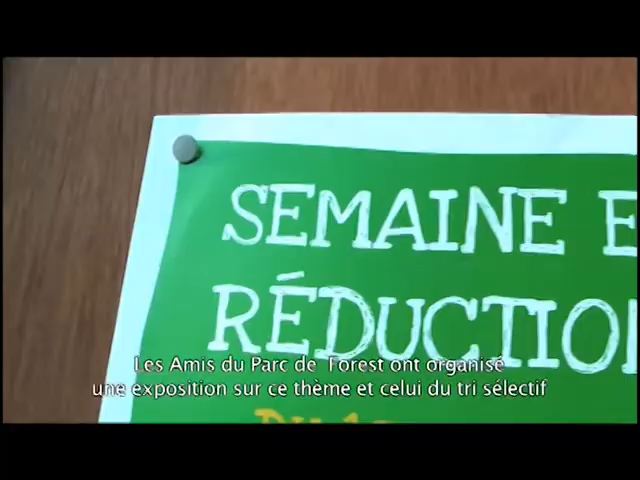 SEMAINE E
RÉDUCTIO
Les Amis du Parc de Forest ont organisé
une exposition sur ce thème et celui du tri sélectif